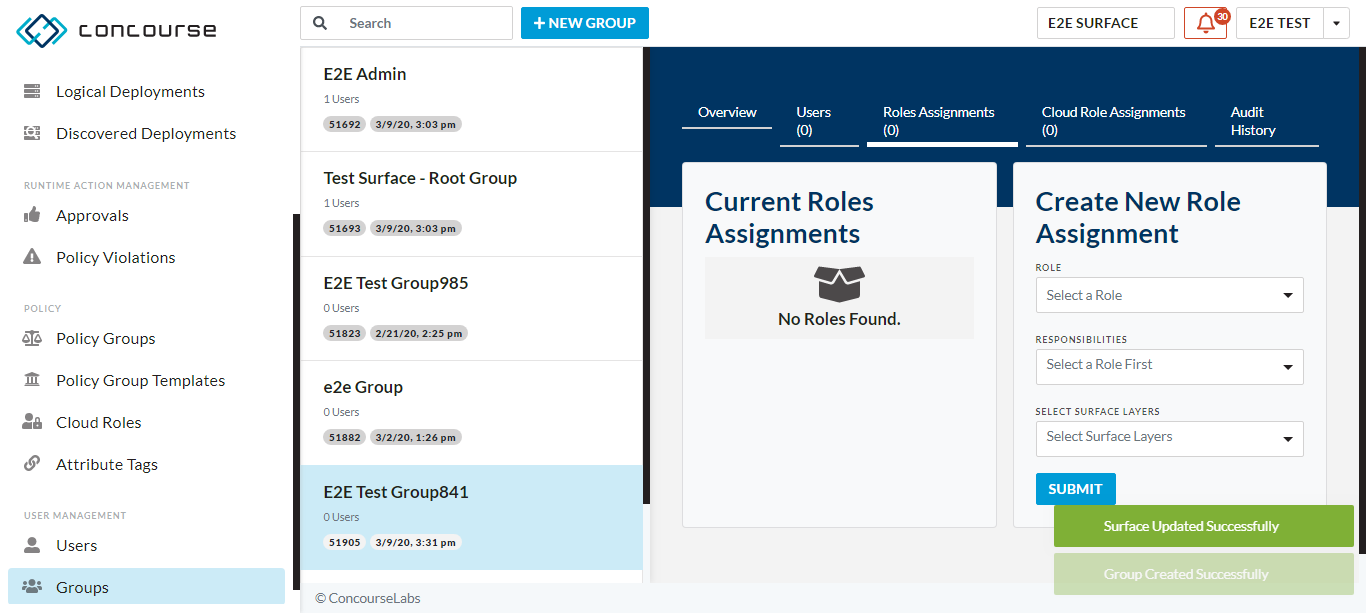 concourse
Search
NEW GROUP
E2E SURFACE
30
E2E TEST
Logical Deployments
Discovered Deployments
RUNTIME ACTION MANAGEMENT
Approvals
Policy Violations
POLICY
Policy Groups
Policy Group Templates
Cloud Roles
Attribute Tags
USER MANAGEMENT
Users
Groups
E2E Admin
1 Users
51692 3/9/20, 3:03 pm
Test Surface - Root Group
1 Users
51693 3/9/20, 3:03 pm
E2E Test Group985
0 Users
51823 2/21/20, 2:25 pm
e2e Group
0 Users
51882 3/2/20, 1:26 pm
E2E Test Group841
0 Users
51905 3/9/20, 3:31 pm
Overview
Users
(0)
Roles Assignments
(0)
Cloud Role Assignments
(0)
Audit
History
Current Roles
Assignments
No Roles Found.
Create New Role
Assignment
ROLE
Select a Role
RESPONSIBILITIES
Select a Role First
SELECT SURFACE LAYERS
Select Surface Layers
SUBMIT
Surface Updated Successfully
Group Created Successfully
© ConcourseLabs